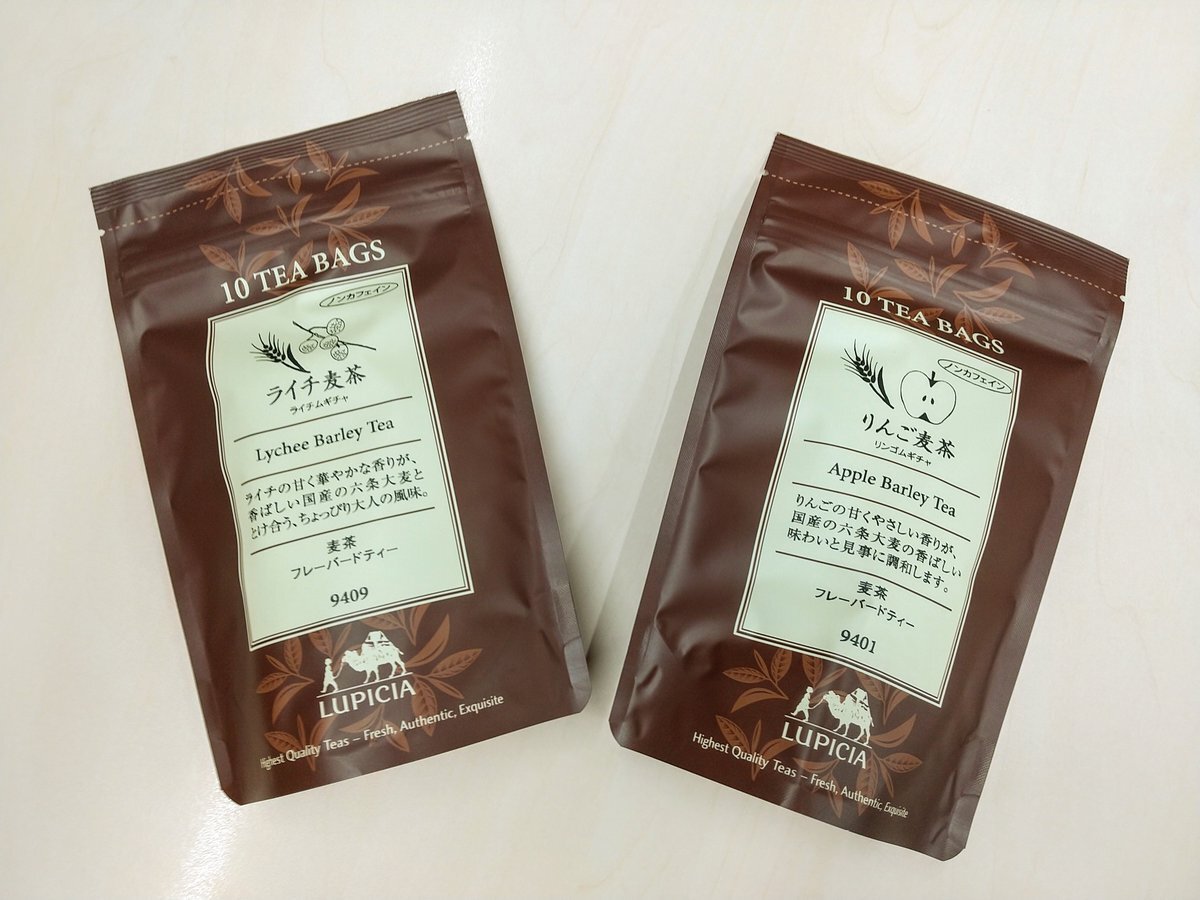 10 TEA BAGS
ノンカフェイン
ライチ麦茶
ライチムギチャ
Lychee Barley Tea
ライチの甘く華やかな香りが、
香ばしい国産の六条大麦と
とけ合う、ちょっぴり大人の風味。
麦茶
フレーバードティー
9409
LUPICIA
Highest Quality Teas – Fresh, Authentic, Exquisite
10 TEA BAGS
ノンカフェイン
りんご麦茶
リンゴムギチャ
Apple Barley Tea
りんごの甘くやさしい香りが、
国産の六条大麦の香ばしい
味わいと見事に調和します。
麦茶
フレーバードティー
9401
LUPICIA
Highest Quality Teas – Fresh, Authentic, Exquisite